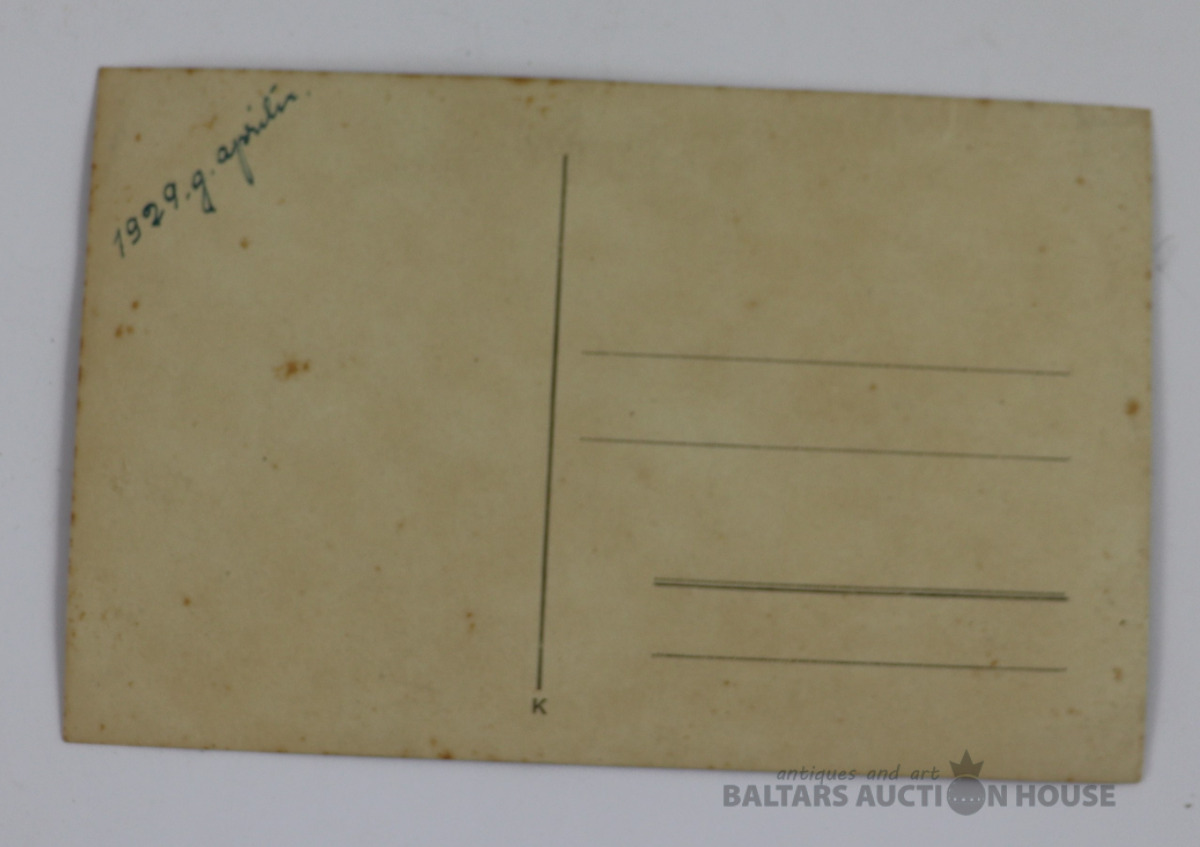 1929. g. aprilis.
K
antiques and art
BALTARS AUCTION HOUSE